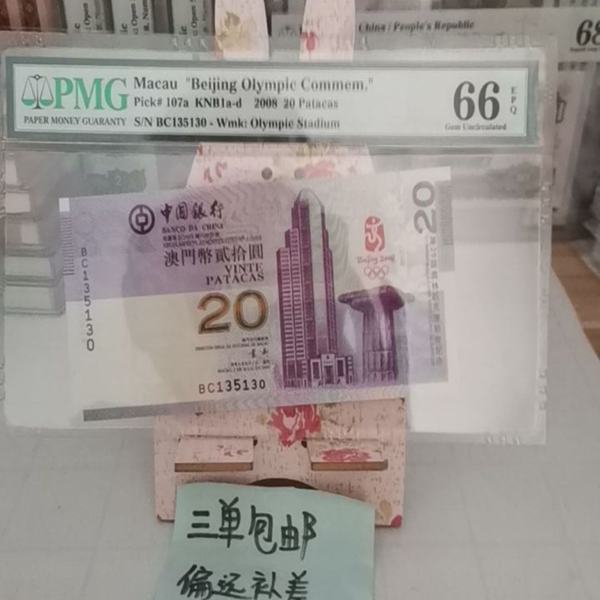 China / People's Republic
68
PMG
PAPER MONEY GUARANTY
Macau "Beijing Olympic Commem."
Pick# 107a KNB1a-d 2008 20 Patacas
S/N BC135130 - Wmk: Olympic Stadium
66
EPQ
Gem Uncirculated
中國銀行
BANCO DA CHINA
澳門幣貳拾圓
VINTE
PATACAS
20
20
Beijing 2008
BC135130
BC135130
三单包邮
偏远补差